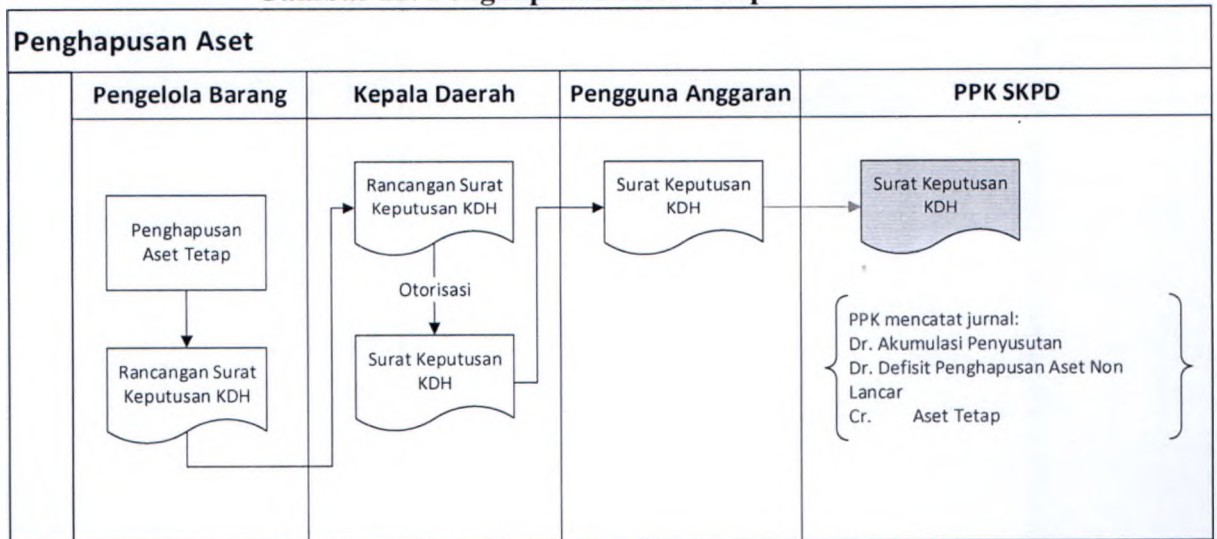 Penghapusan Aset
Pengelola Barang
Kepala Daerah
Pengguna Anggaran
PPK SKPD
Penghapusan
Aset Tetap
Rancangan Surat
Keputusan KDH
Rancangan Surat
Keputusan KDH
Otorisasi
Surat Keputusan
KDH
Surat Keputusan
KDH
Surat Keputusan
KDH
PPK mencatat jurnal:
Dr. Akumulasi Penyusutan
Dr. Defisit Penghapusan Aset Non
Lancar
Cr. Aset Tetap